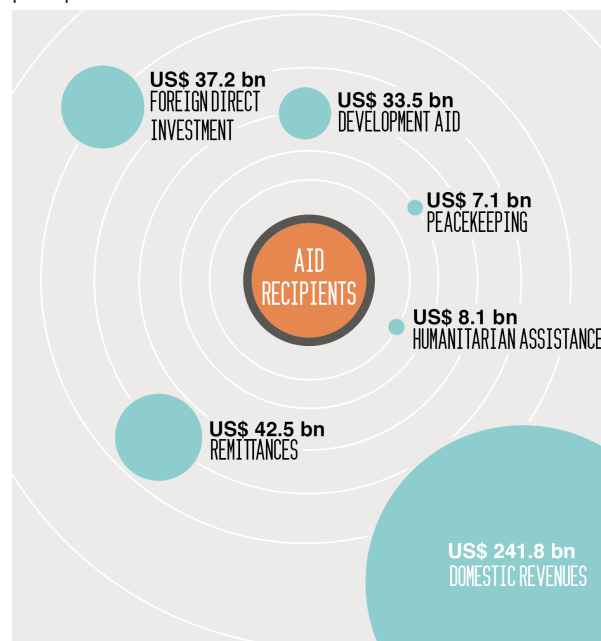 US$ 37.2 bn
FOREIGN DIRECT
INVESTMENT
US$ 33.5 bn
DEVELOPMENT AID
US$ 7.1 bn
PEACEKEEPING
AID
RECIPIENTS
US$ 8.1 bn
HUMANITARIAN ASSISTANCE
US$ 42.5 bn
REMITTANCES
US$ 241.8 bn
DOMESTIC REVENUES